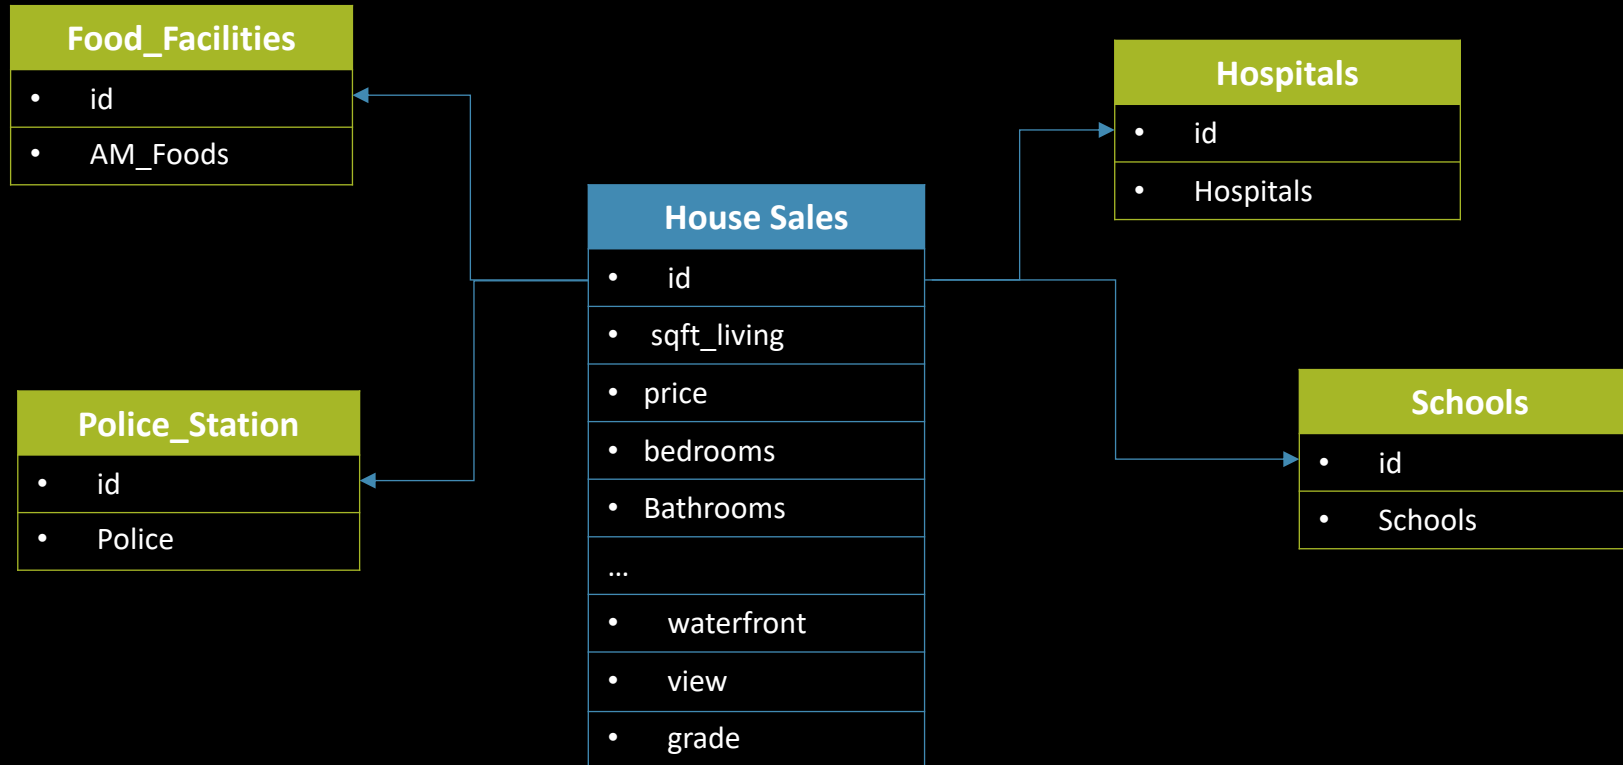 Food_Facilities
• id
• AM_Foods
Hospitals
• id
• Hospitals
House Sales
• id
• sqft_living
• price
• bedrooms
• Bathrooms
...
• waterfront
• view
• grade
Police_Station
• id
• Police
Schools
• id
• Schools